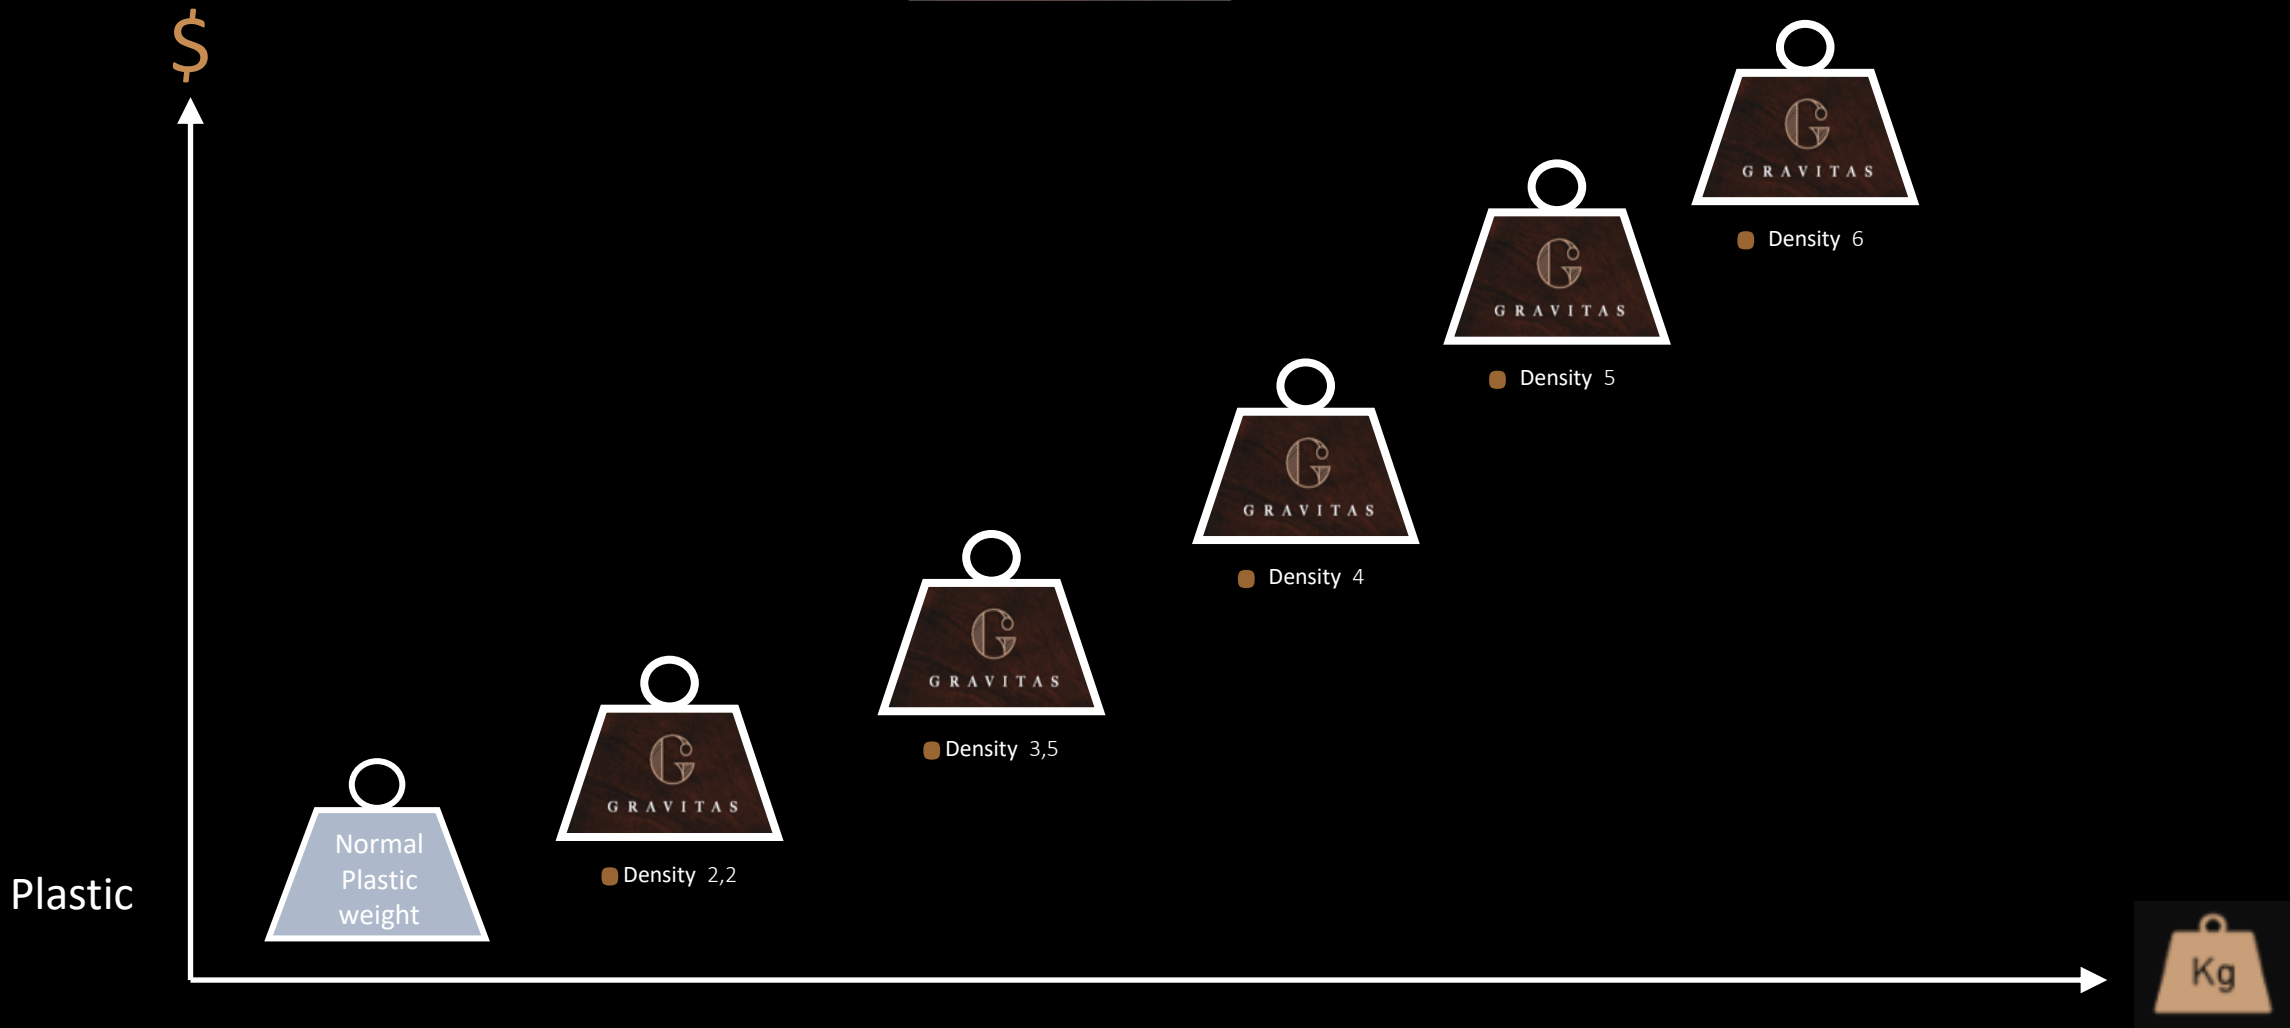 $
G
GRAVITAS
Density 6
G
GRAVITAS
Density 5
G
GRAVITAS
Density 4
G
GRAVITAS
Density 3,5
G
GRAVITAS
Density 2,2
Normal
Plastic
weight
Plastic
Kg